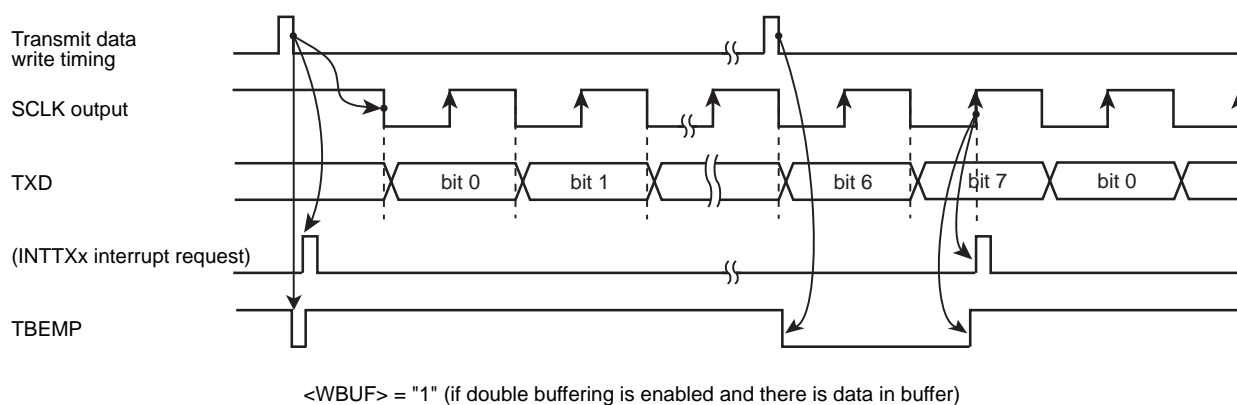 Transmit data
write timing
SCLK output
TXD
bit 0
bit 1
bit 6
bit 7
bit 0
(INTTXx interrupt request)
TBEMP
<WBUF> = "1" (if double buffering is enabled and there is data in buffer)